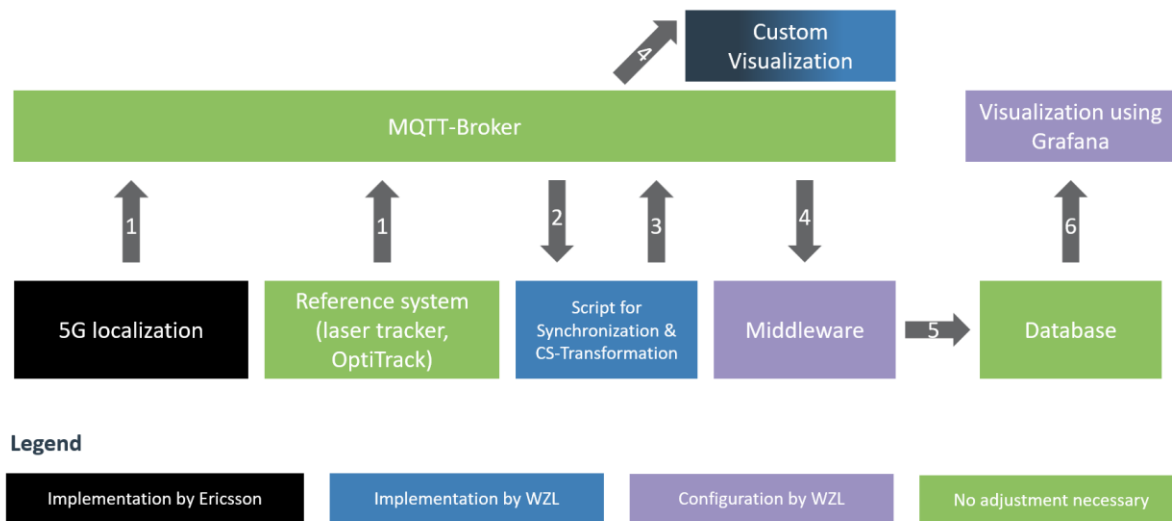 4
Custom
Visualization
MQTT-Broker
Visualization using
Grafana
1
1
2
3
4
6
5G localization
Reference system
(laser tracker,
OptiTrack)
Script for
Synchronization &
CS-Transformation
Middleware
5
Database
Legend
Implementation by Ericsson
Implementation by WZL
Configuration by WZL
No adjustment necessary